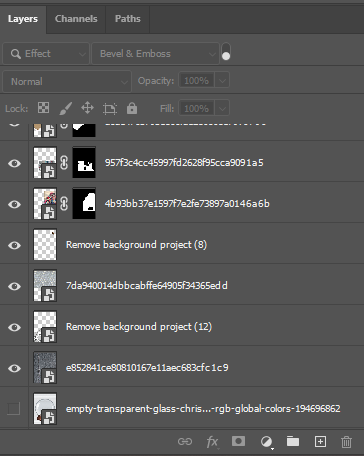 Layers Channels Paths
Effect Bevel & Emboss
Normal Opacity: 100%
Lock: Fill: 100%
957f3c4cc45997fd2628f95cca9091a5
4b93bb37e1597f7e2fe73897a0146a6b
Remove background project (8)
7da940014dbbcabffe64905f34365edd
Remove background project (12)
e852841ce80810167e11aec683cfc1c9
empty-transparent-glass-chris...-rgb-global-colors-194696862
fx